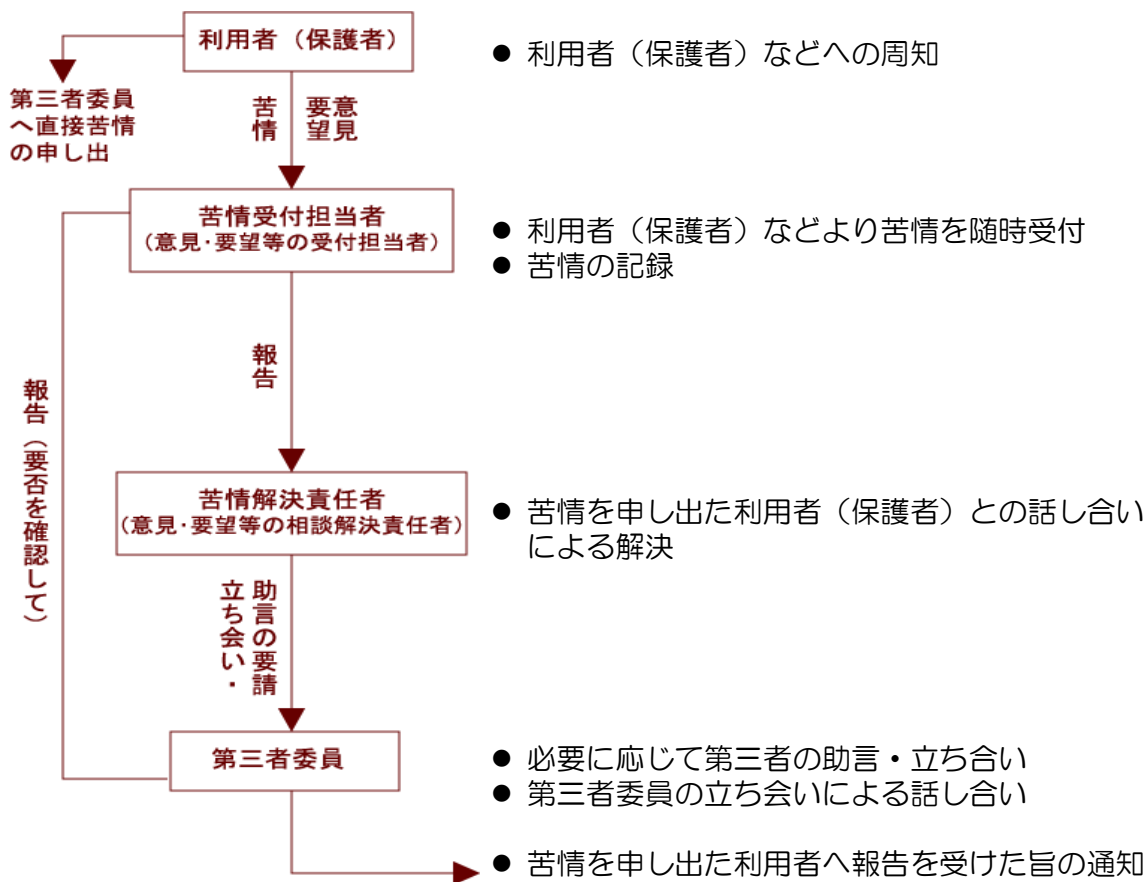 利用者（保護者）
● 利用者（保護者）などへの周知
第三者委員
へ直接苦情
の申し出
苦情
意見
要望
苦情受付担当者
（意見･要望等の受付担当者）
● 利用者（保護者）などより苦情を随時受付
● 苦情の記録
報告
報告（要否を確認して）
苦情解決責任者
（意見･要望等の相談解決責任者）
● 苦情を申し出た利用者（保護者）との話し合い
による解決
助言の要請
立ち会い・
第三者委員
● 必要に応じて第三者の助言・立ち合い
● 第三者委員の立ち会いによる話し合い
● 苦情を申し出た利用者へ報告を受けた旨の通知